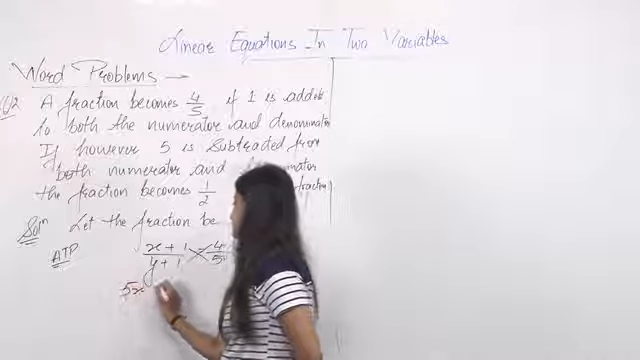 Linear Equations In Two Variables
Word Problems →
Q2 A fraction becomes 4/5 if 1 is added
to both the numerator and denominator
If however 5 is subtracted from
both numerator and
the fraction becomes 1/2
Soln Let the fraction be
ATP x+1/y+1 4/5
5x